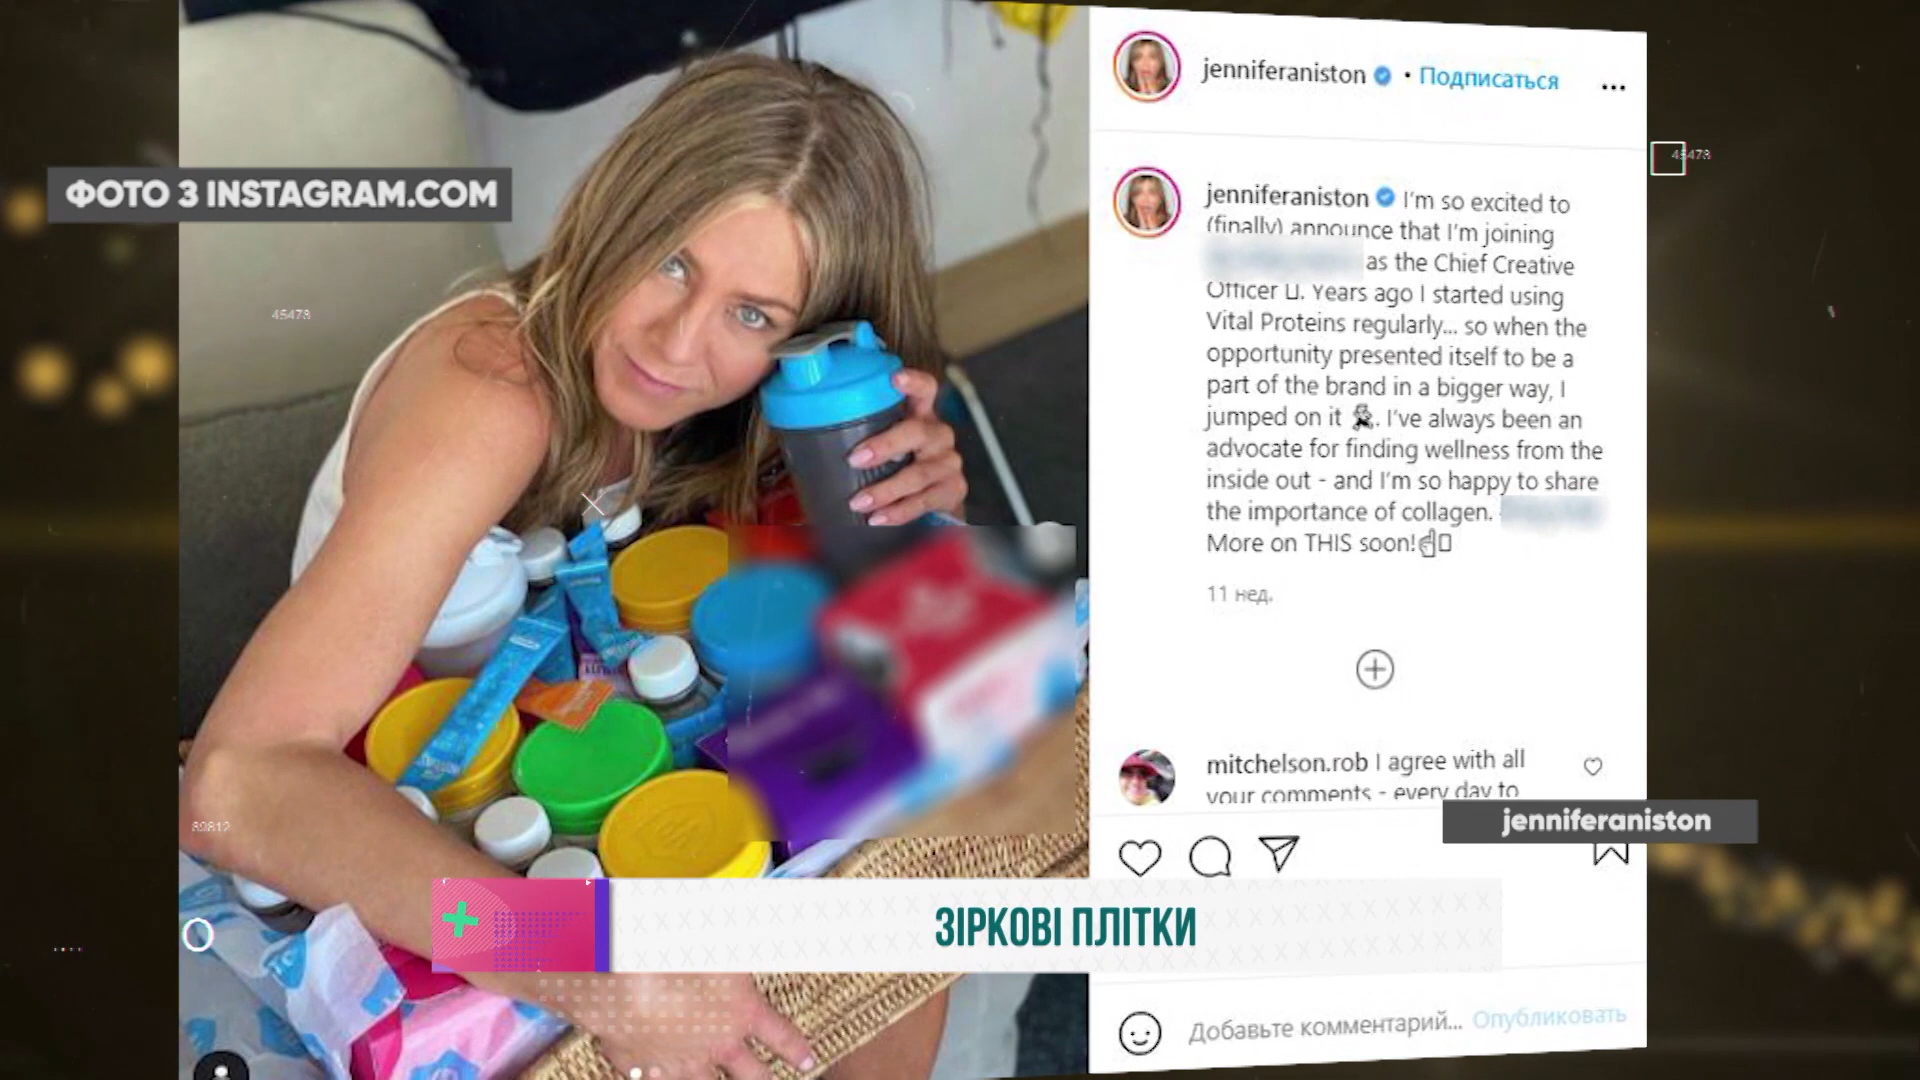 ФОТО З INSTAGRAM.COM
45473
89812
jenniferaniston • Подписаться
45473
jenniferaniston I'm so excited to
(finally) announce that I'm joining
as the Chief Creative
Officer. Years ago I started using
Vital Proteins regularly... so when the
opportunity presented itself to be a
part of the brand in a bigger way, I
jumped on it. I've always been an
advocate for finding wellness from the
inside out - and I'm so happy to share
the importance of collagen.
More on THIS soon!
11 нед.
mitchelson.rob I agree with all
your comments - every day to
jenniferaniston
ЗІРКОВІ ПЛІТКИ
Добавьте комментарий... Опубликовать